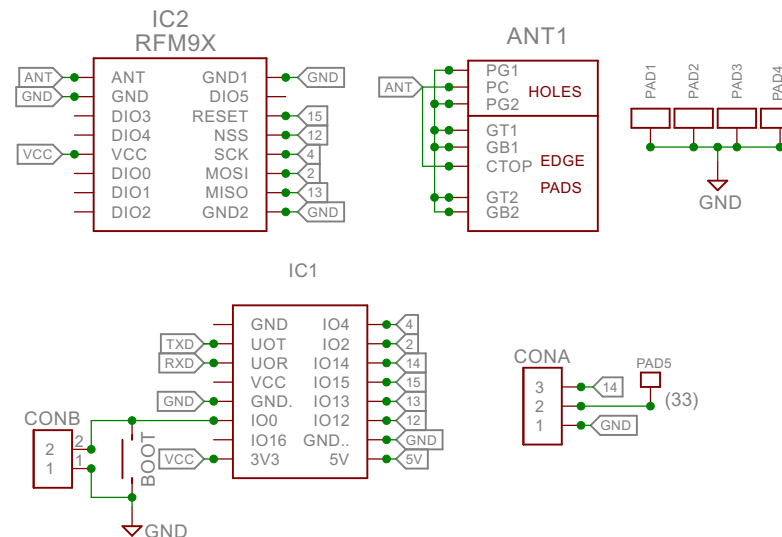 IC2
RFM9X
ANT ANT GND1 GND
GND GND DIO5
DIO3 RESET 15
DIO4 NSS 12
VCC VCC SCK 4
DIO0 MOSI 2
DIO1 MISO 13
DIO2 GND2 GND
ANT1
PG1
ANT PC HOLES
PG2
GT1
GB1
CTOP EDGE
PADS
GT2
GB2
PAD1 PAD2 PAD3 PAD4
GND
IC1
GND IO4 4
TXD UOT IO2 2
RXD UOR IO14 14
VCC IO15 15
GND GND. IO13 13
IO0 IO12 12
IO16 GND.. GND
VCC 3V3 5V 5V
CONB
2 2
1 1
BOOT
GND
CONA
PAD5
3 14
2 (33)
1 GND